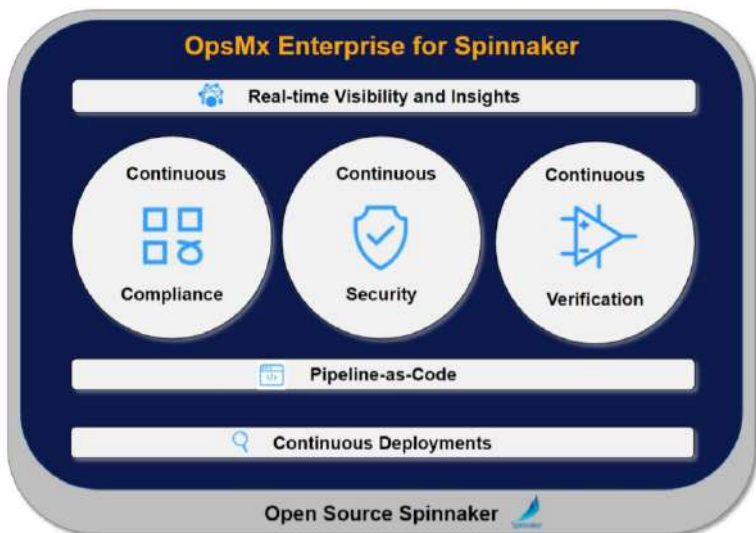 OpsMx Enterprise for Spinnaker
Real-time Visibility and Insights
Continuous
Compliance
Continuous
Security
Continuous
Verification
Pipeline-as-Code
Continuous Deployments
Open Source Spinnaker
Spinnaker